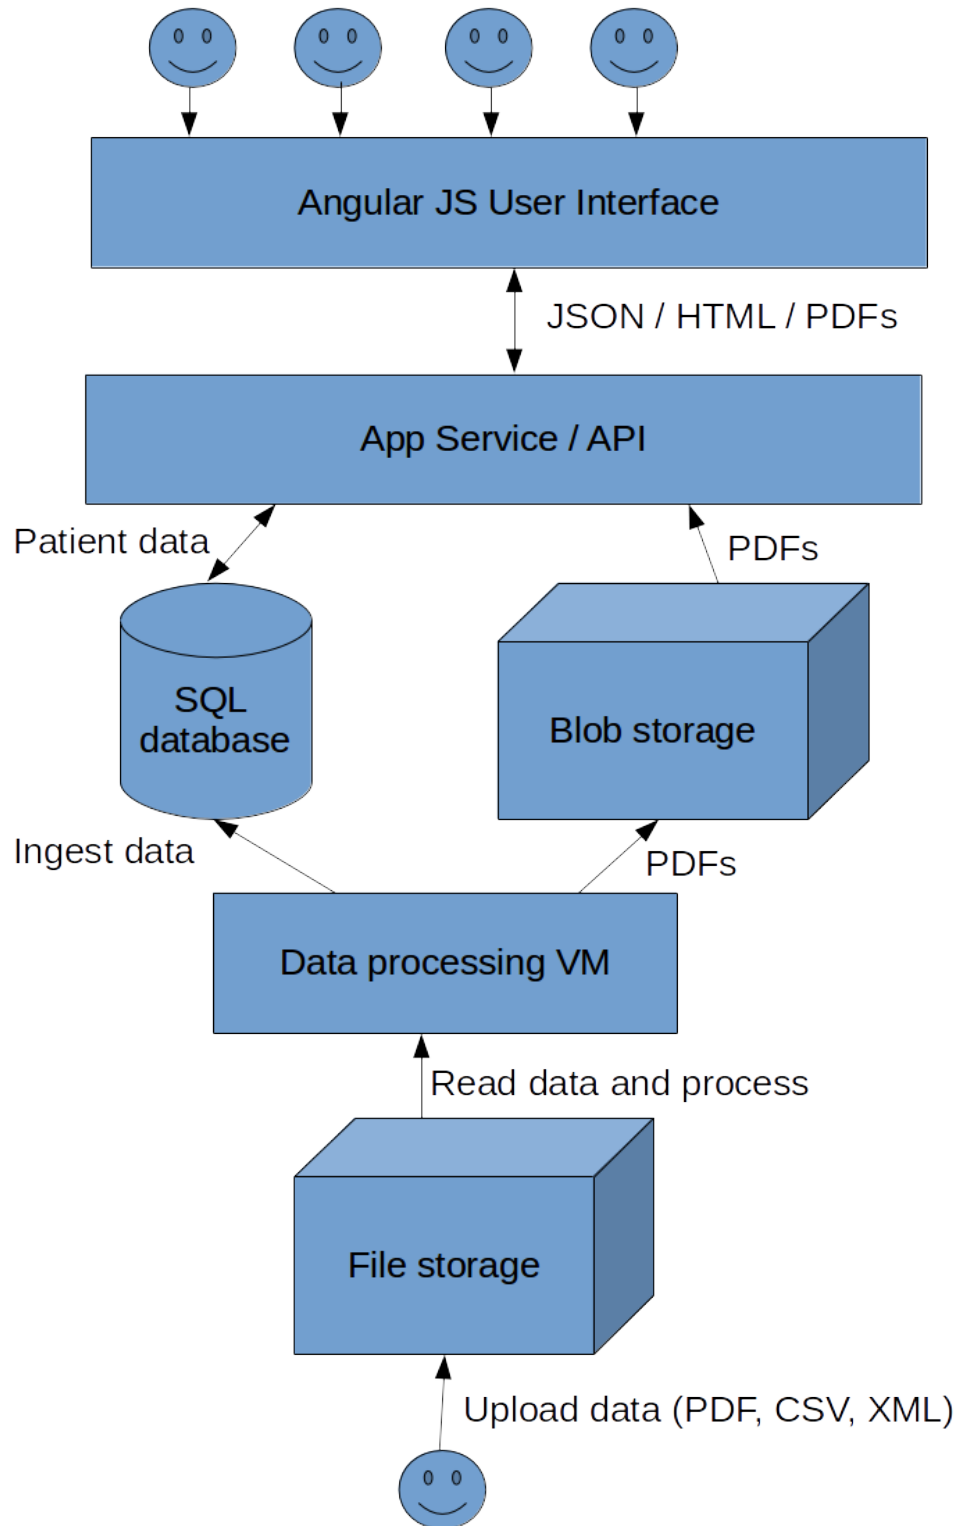 Angular JS User Interface
JSON / HTML / PDFs
App Service / API
Patient data
PDFs
SQL
database
Blob storage
Ingest data
PDFs
Data processing VM
Read data and process
File storage
Upload data (PDF, CSV, XML)